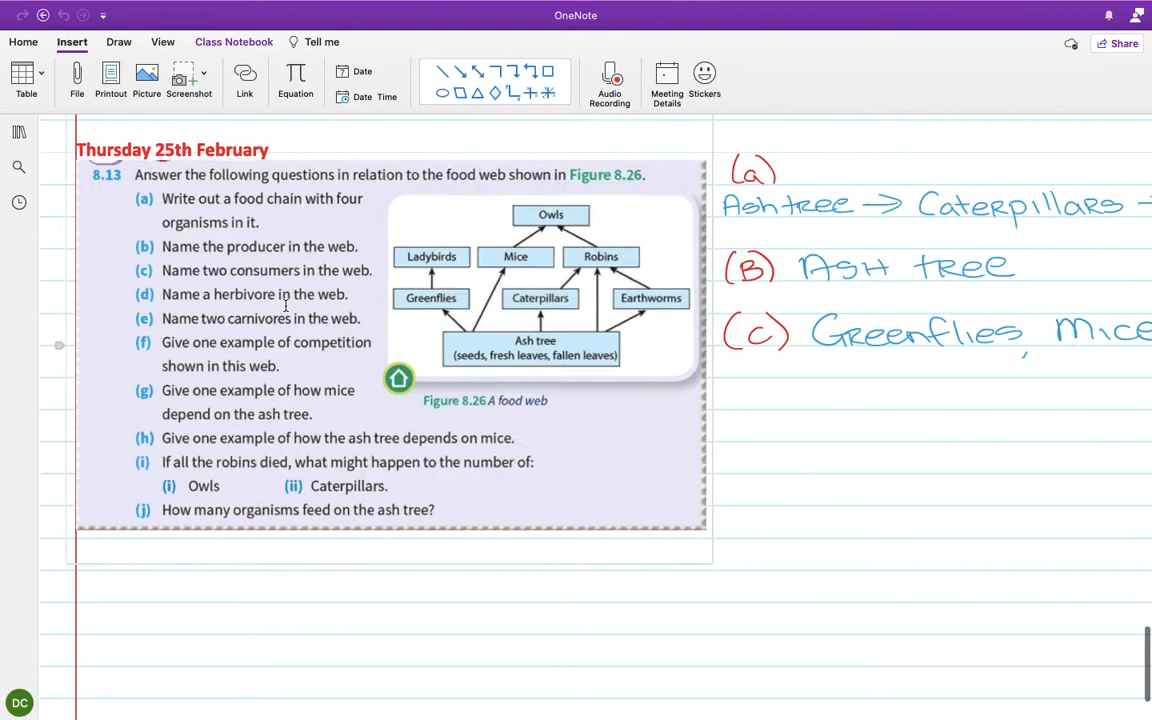 OneNote
Home Insert Draw View Class Notebook Tell me
Share
Table File Printout Picture Screenshot Link Equation
Date
Date Time
Audio Recording
Meeting Details
Stickers
Thursday 25th February
8.13 Answer the following questions in relation to the food web shown in Figure 8.26.
(a) Write out a food chain with four
organisms in it.
(b) Name the producer in the web.
(c) Name two consumers in the web.
(d) Name a herbivore in the web.
(e) Name two carnivores in the web.
(f) Give one example of competition
shown in this web.
(g) Give one example of how mice
depend on the ash tree.
(h) Give one example of how the ash tree depends on mice.
(i) If all the robins died, what might happen to the number of:
(i) Owls (ii) Caterpillars.
(j) How many organisms feed on the ash tree?
Owls
Ladybirds Mice Robins
Greenflies Caterpillars Earthworms
Ash tree
(seeds, fresh leaves, fallen leaves)
Figure 8.26 A food web
(a)
Ash tree → Caterpillars →
(B) Ash tree
(c) Greenflies, Mice
DC